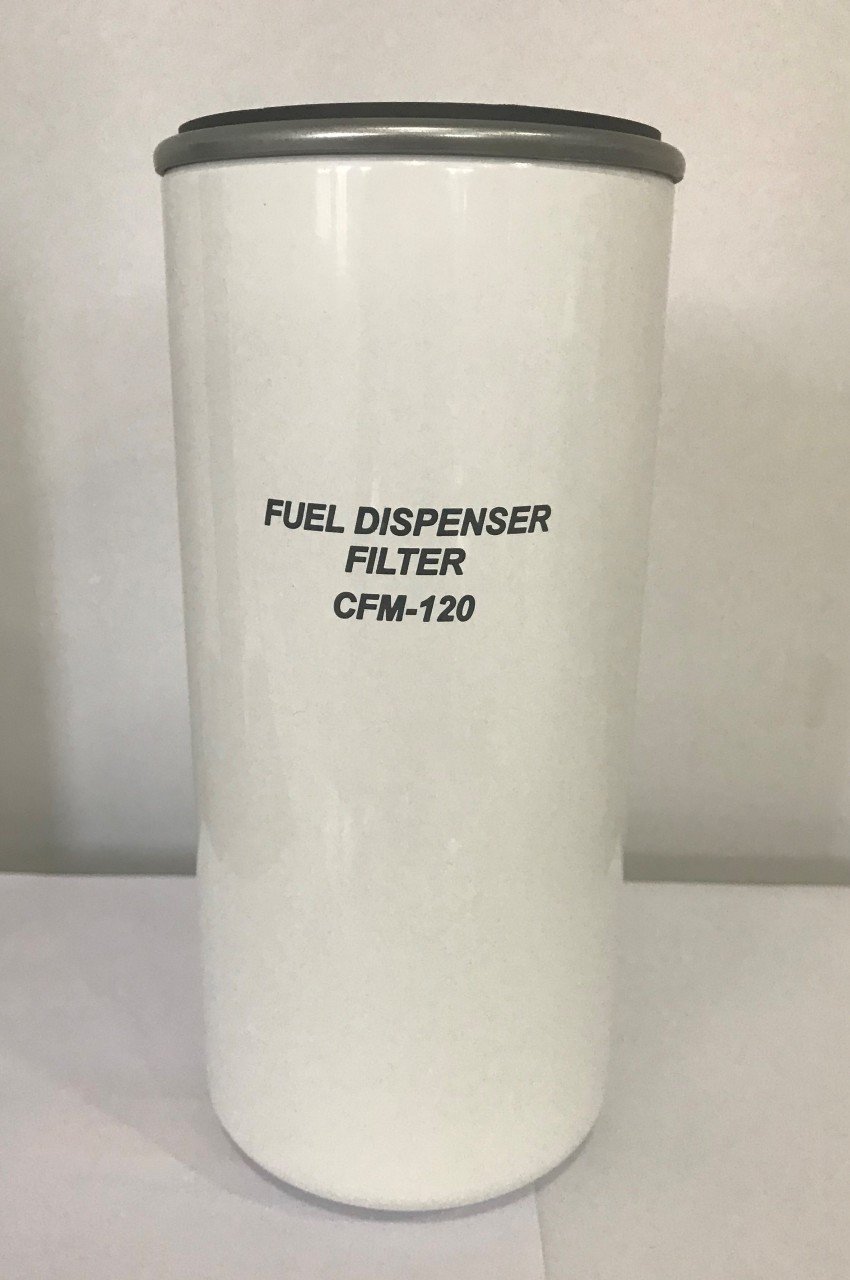 FUEL DISPENSER
FILTER
CFM-120